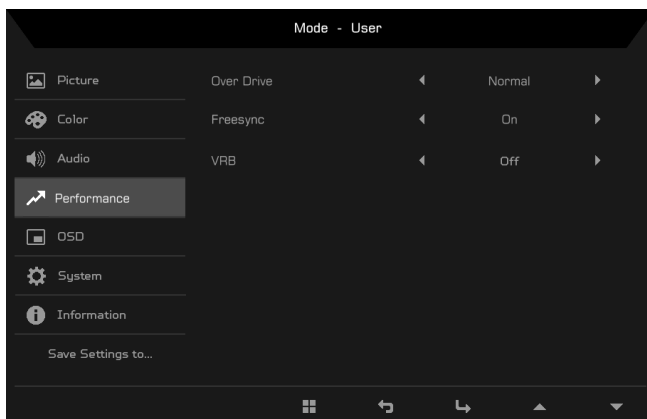 Mode - User
Picture
Over Drive Normal
Color
Freesync On
Audio
VRB Off
Performance
OSD
System
Information
Save Settings to...